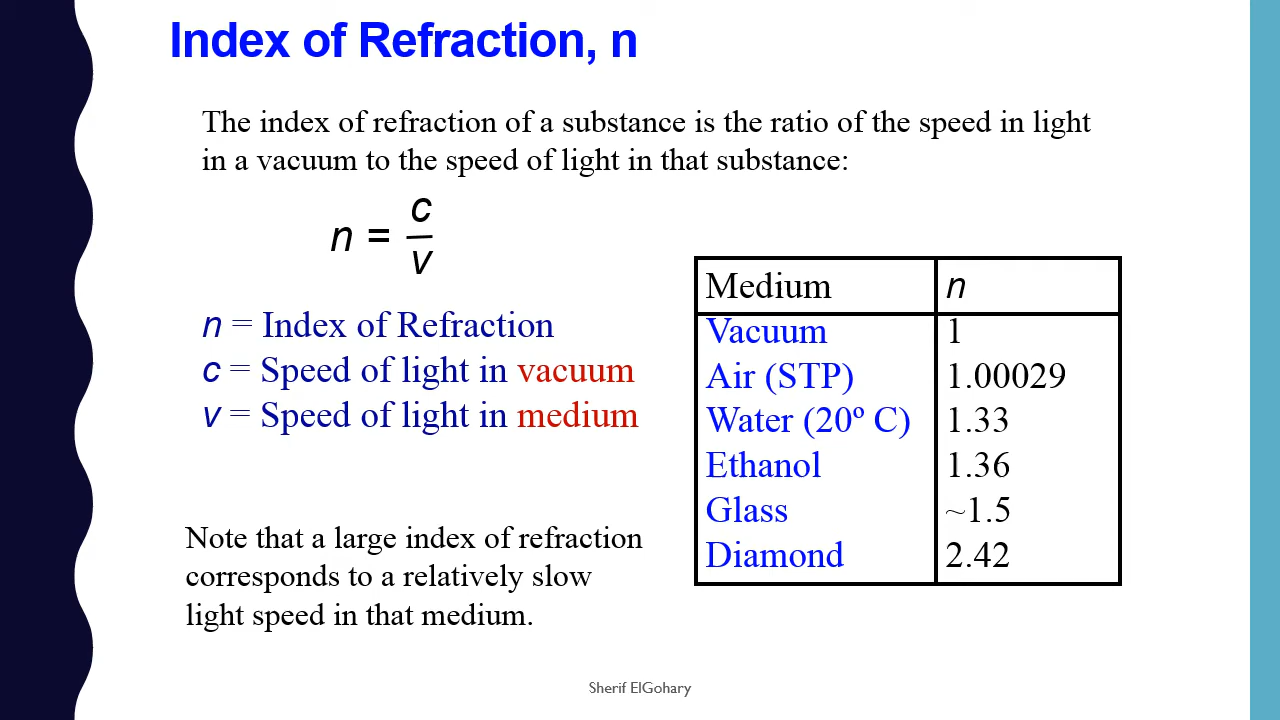 Index of Refraction, n
The index of refraction of a substance is the ratio of the speed in light
in a vacuum to the speed of light in that substance:
n = c/v
n = Index of Refraction
c = Speed of light in vacuum
v = Speed of light in medium
Medium n
Vacuum 1
Air (STP) 1.00029
Water (20º C) 1.33
Ethanol 1.36
Glass ~1.5
Diamond 2.42
Note that a large index of refraction
corresponds to a relatively slow
light speed in that medium.
Sherif ElGohary